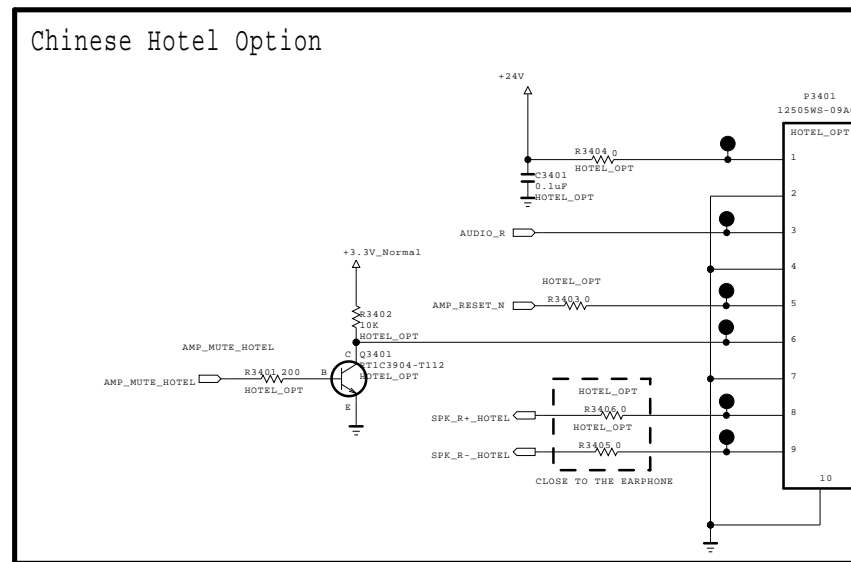 Chinese Hotel Option
+24V
P3401
12505WS-09A
HOTEL_OPT
R3404 0
HOTEL_OPT
1
C3401
0.1uF
HOTEL_OPT
2
AUDIO_R
3
+3.3V_Normal
4
HOTEL_OPT
AMP_RESET_N
R3403 0
5
R3402
10K
HOTEL_OPT
6
AMP_MUTE_HOTEL
C
Q3401
RT1C3904-T112
HOTEL_OPT
AMP_MUTE_HOTEL
R3401 200
HOTEL_OPT
B
E
7
HOTEL_OPT
SPK_R+_HOTEL
R3406 0
8
HOTEL_OPT
SPK_R-_HOTEL
R3405 0
9
CLOSE TO THE EARPHONE
10